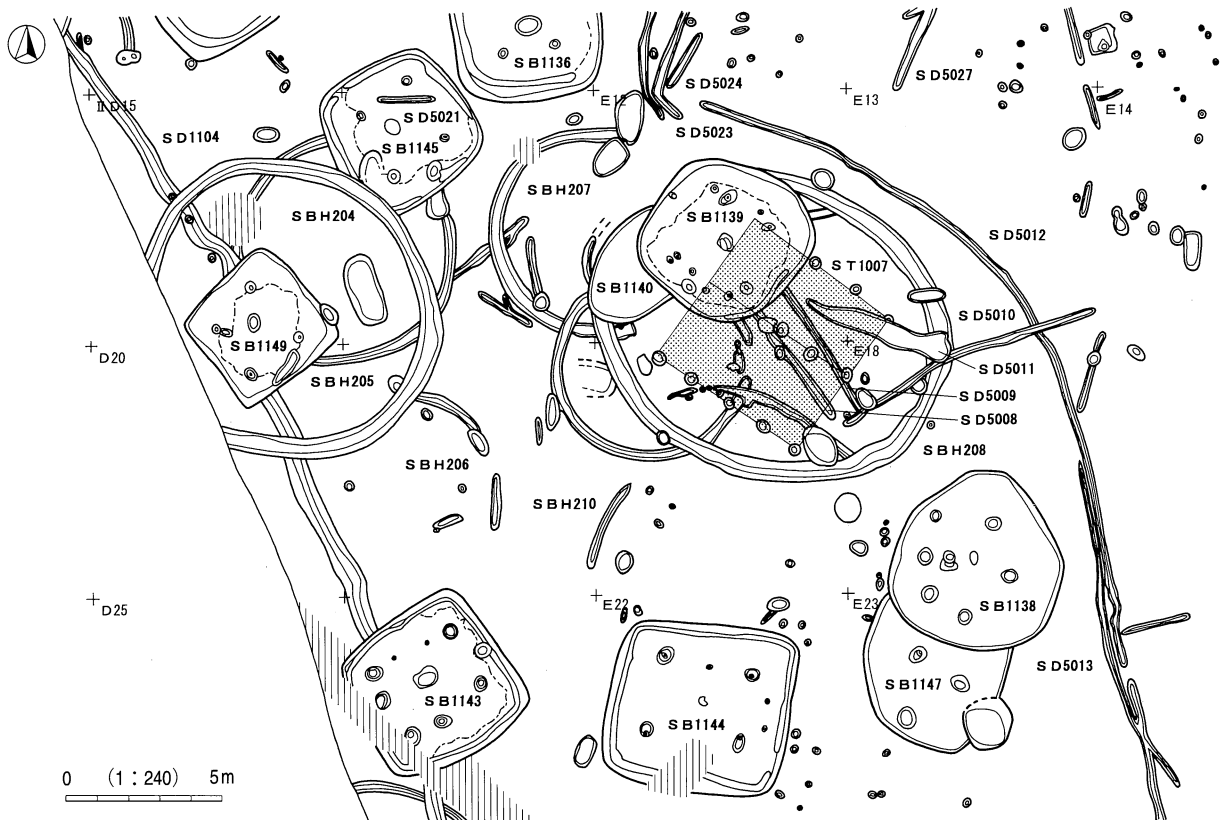 SB1136
SD5024
SD5027
ⅡD15
E12
E13
E14
SD1104
SD5021
SB1145
SD5023
SBH207
SBH204
SB1139
SD5012
ST1007
SB1140
SD5010
SB1149
D20
E18
SD5011
SBH205
SD5009
SD5008
SBH208
SBH206
SBH210
D25
E22
E23
SB1138
SD5013
SB1147
SB1143
SB1144
0 (1:240) 5m